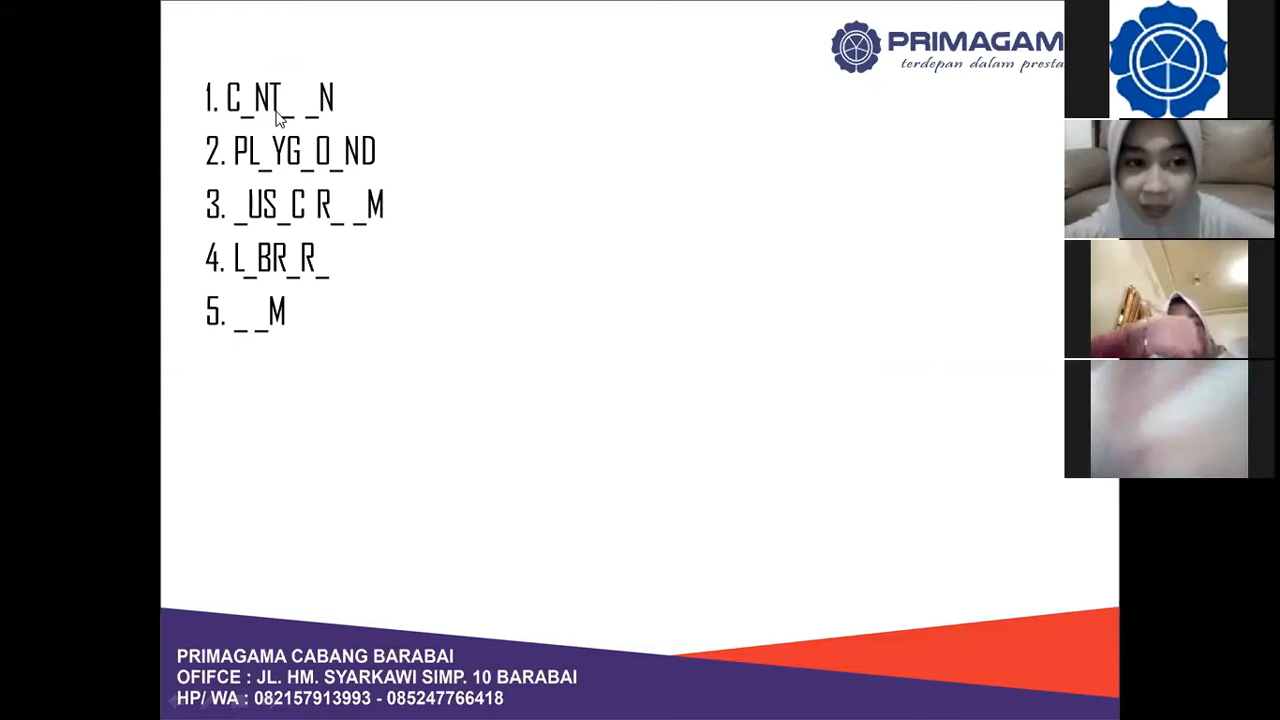 PRIMAGAM
terdepan dalam presta
1. C_NT_ _N
2. PL_YG_O_ND
3. _US_C R_ _M
4. L_BR_R_
5. _ _M
PRIMAGAMA CABANG BARABAI
OFIFCE : JL. HM. SYARKAWI SIMP. 10 BARABAI
HP/ WA : 082157913993 - 085247766418